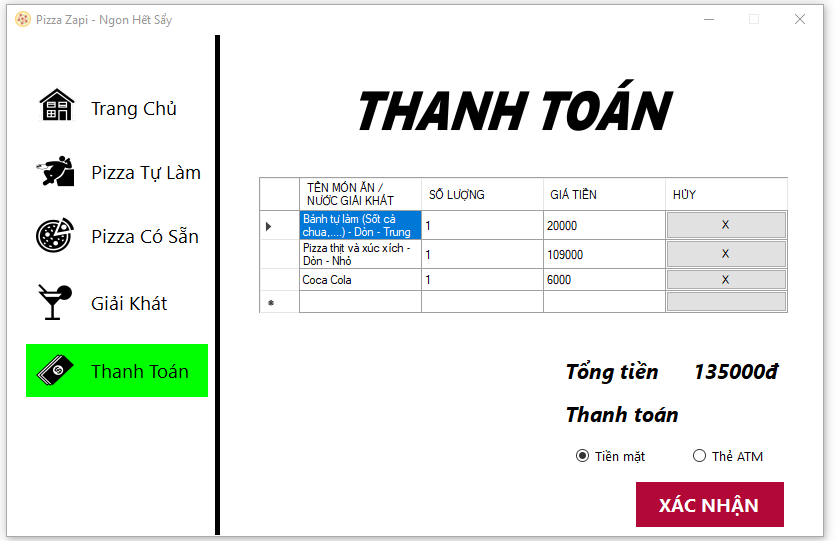 Pizza Zapi - Ngon Hết Sẩy
Trang Chủ
Pizza Tự Làm
Pizza Có Sẵn
Giải Khát
Thanh Toán
THANH TOÁN
TÊN MÓN ĂN /
NƯỚC GIẢI KHÁT
SỐ LƯỢNG
GIÁ TIỀN
HỦY
Bánh tự làm (Sốt cà
chua,....) - Dòn - Trung
1
20000
X
Pizza thịt và xúc xích -
Dòn - Nhỏ
1
109000
X
Coca Cola
1
6000
X
Tổng tiền 135000đ
Thanh toán
Tiền mặt
Thẻ ATM
XÁC NHẬN